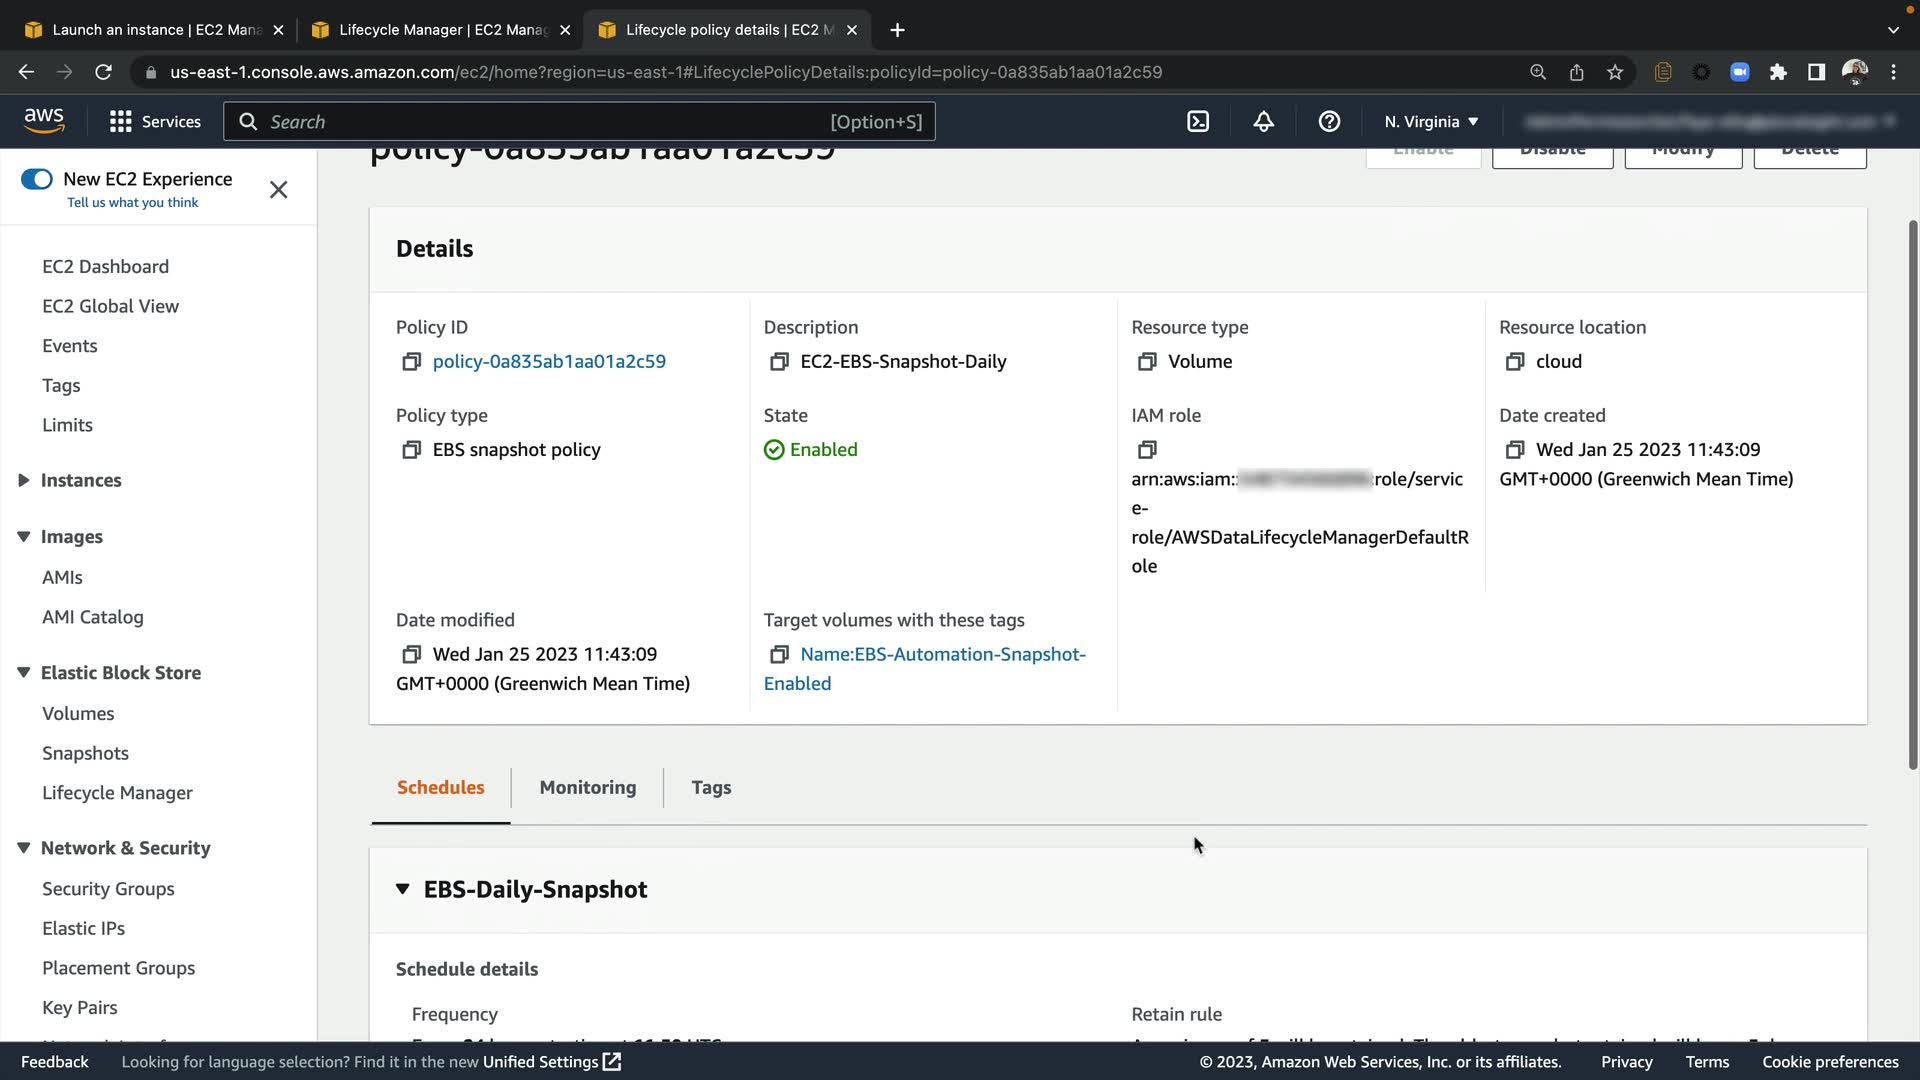 Launch an instance | EC2 Mana
Lifecycle Manager | EC2 Manag
Lifecycle policy details | EC2 M
us-east-1.console.aws.amazon.com/ec2/home?region=us-east-1#LifecyclePolicyDetails:policyId=policy-0a835ab1aa01a2c59
aws
Services
Search
[Option+S]
N. Virginia
New EC2 Experience
Tell us what you think
EC2 Dashboard
EC2 Global View
Events
Tags
Limits
Instances
Images
AMIs
AMI Catalog
Elastic Block Store
Volumes
Snapshots
Lifecycle Manager
Network & Security
Security Groups
Elastic IPs
Placement Groups
Key Pairs
policy-0a835ab1aa01a2c59
Enable
Disable
Modify
Delete
Details
Policy ID
policy-0a835ab1aa01a2c59
Description
EC2-EBS-Snapshot-Daily
Resource type
Volume
Resource location
cloud
Policy type
EBS snapshot policy
State
Enabled
IAM role
arn:aws:iam:: role/servic
e-
role/AWSDataLifecycleManagerDefaultR
ole
Date created
Wed Jan 25 2023 11:43:09
GMT+0000 (Greenwich Mean Time)
Date modified
Wed Jan 25 2023 11:43:09
GMT+0000 (Greenwich Mean Time)
Target volumes with these tags
Name:EBS-Automation-Snapshot-
Enabled
Schedules
Monitoring
Tags
EBS-Daily-Snapshot
Schedule details
Frequency
Retain rule
Feedback
Looking for language selection? Find it in the new Unified Settings
© 2023, Amazon Web Services, Inc. or its affiliates.
Privacy
Terms
Cookie preferences